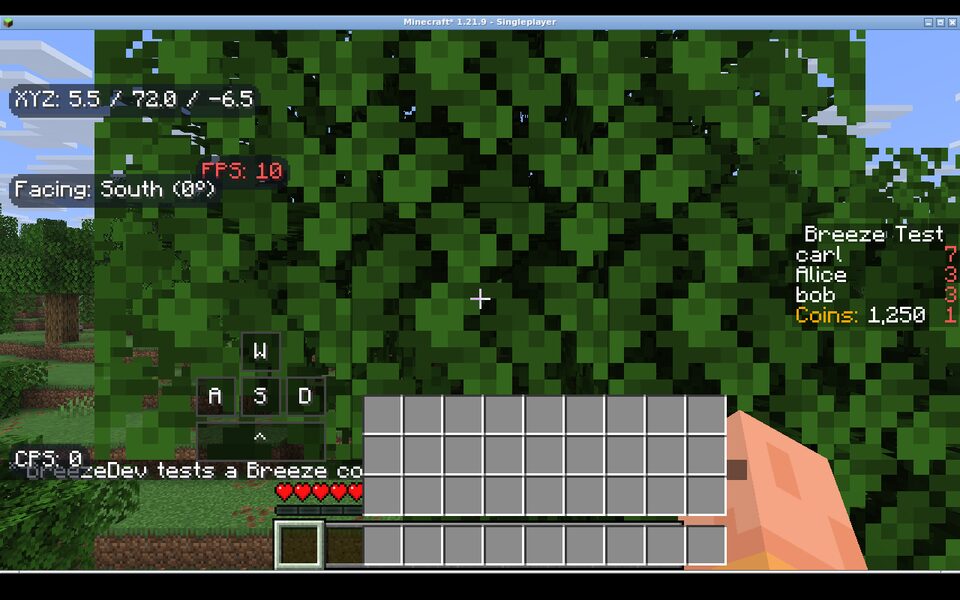 Minecraft* 1.21.9 - Singleplayer
XYZ: 5.5 / 72.0 / -6.5
FPS: 10
Facing: South (0°)
Breeze Test
carl 7
Alice 3
bob 3
Coins: 1,250 1
W
A S D
^
CPS: 0
BreezeDev tests a Breeze co